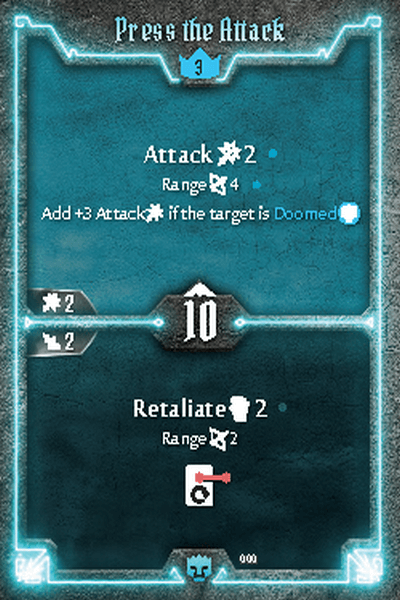 Press the Attack
3
Attack 2
Range 4
Add +3 Attack if the target is Doomed
2
10
2
Retaliate 2
Range 2
000